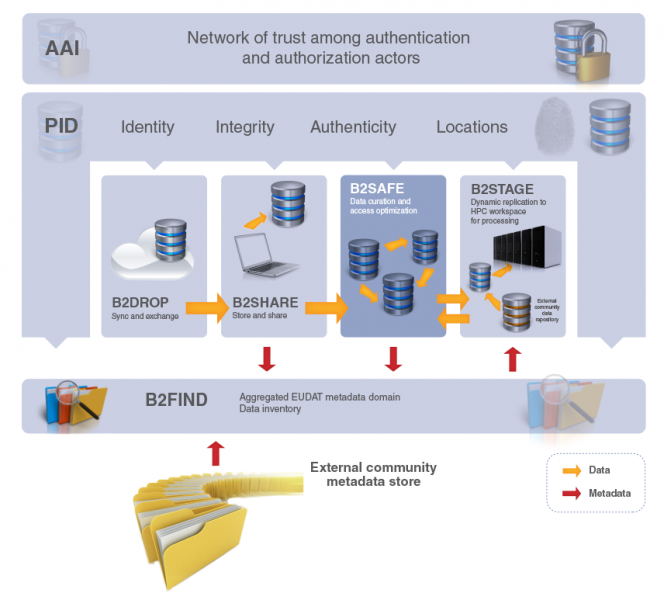 AAI
Network of trust among authentication
and authorization actors
PID
Identity
Integrity
Authenticity
Locations
B2DROP
Sync and exchange
B2SHARE
Store and share
B2SAFE
Data curation and
access optimization
B2STAGE
Dynamic replication to
HPC workspace
for processing
External
community
data
repository
B2FIND
Aggregated EUDAT metadata domain
Data inventory
External community
metadata store
Data
Metadata